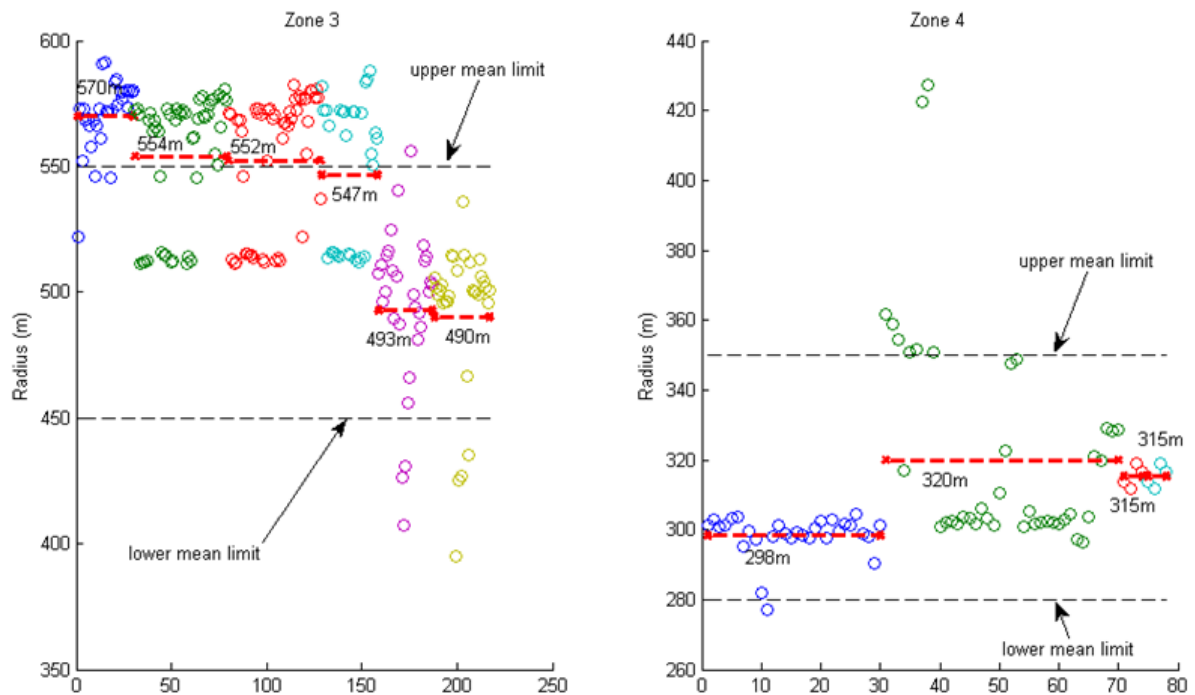 Zone 3
600
550
500
450
400
350
Radius (m)
570m
554m
552m
547m
493m
490m
upper mean limit
lower mean limit
0
50
100
150
200
250
Zone 4
440
420
400
380
360
340
320
300
280
260
Radius (m)
upper mean limit
298m
320m
315m
315m
lower mean limit
0
10
20
30
40
50
60
70
80